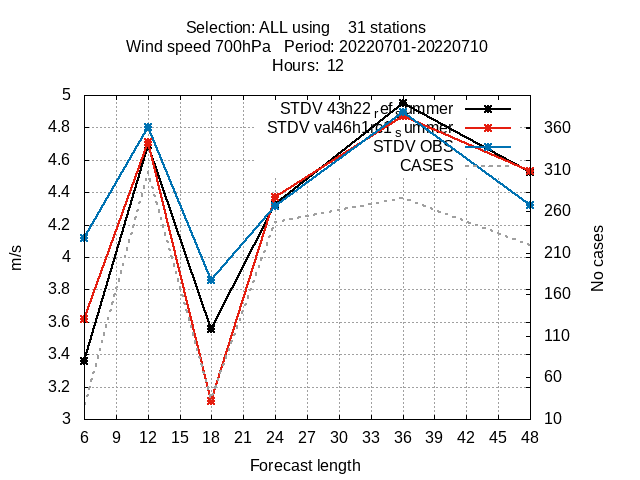 Selection: ALL using 31 stations
Wind speed 700hPa Period: 20220701-20220710
Hours: 12
STDV 43h22_ref_summer
STDV OBS
CASES
5
4.8
4.6
4.4
4.2
4
3.8
3.6
3.4
3.2
3
360
310
260
210
160
110
60
10
m/s
No cases
6 9 12 15 18 21 24 27 30 33 36 39 42 45 48
Forecast length